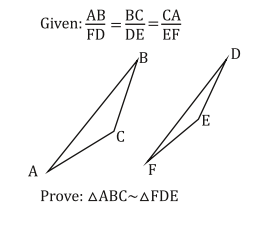 Given: AB/FD = BC/DE = CA/EF
B
D
C
E
A
F
Prove: △ABC~△FDE